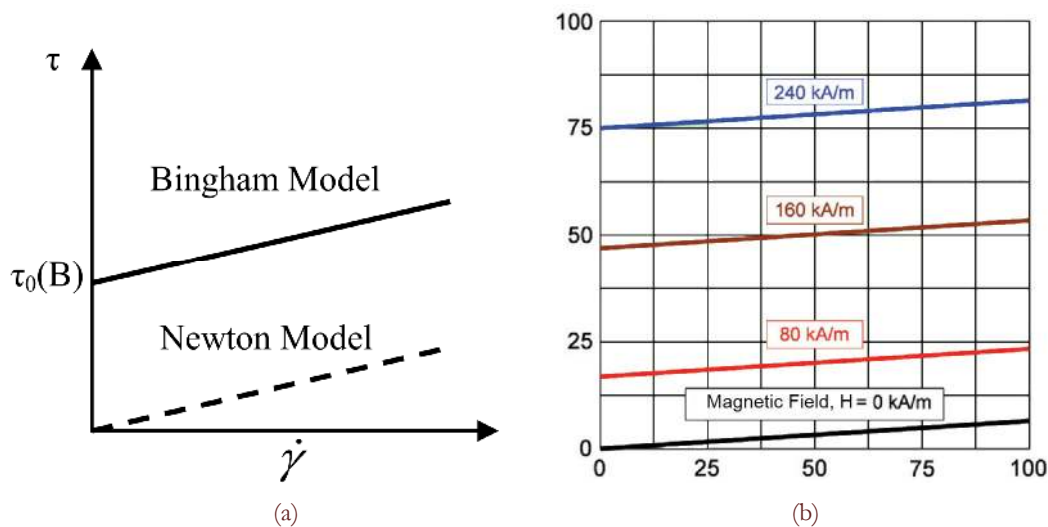 τ
Bingham Model
τ₀(B)
Newton Model
γ̇
(a)
100
75
50
25
0
240 kA/m
160 kA/m
80 kA/m
Magnetic Field, H = 0 kA/m
0 25 50 75 100
(b)